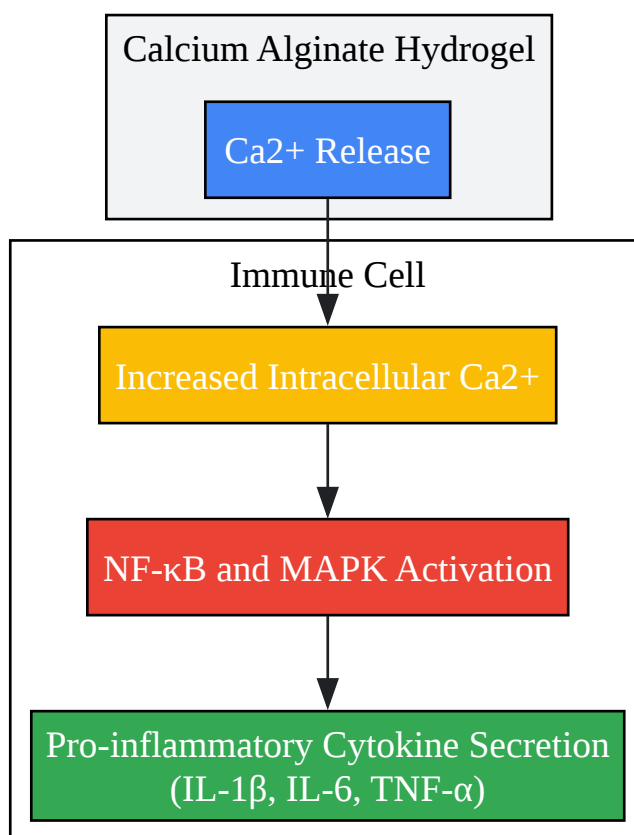 Calcium Alginate Hydrogel
Ca2+ Release
Immune Cell
Increased Intracellular Ca2+
NF-κB and MAPK Activation
Pro-inflammatory Cytokine Secretion
(IL-1β, IL-6, TNF-α)